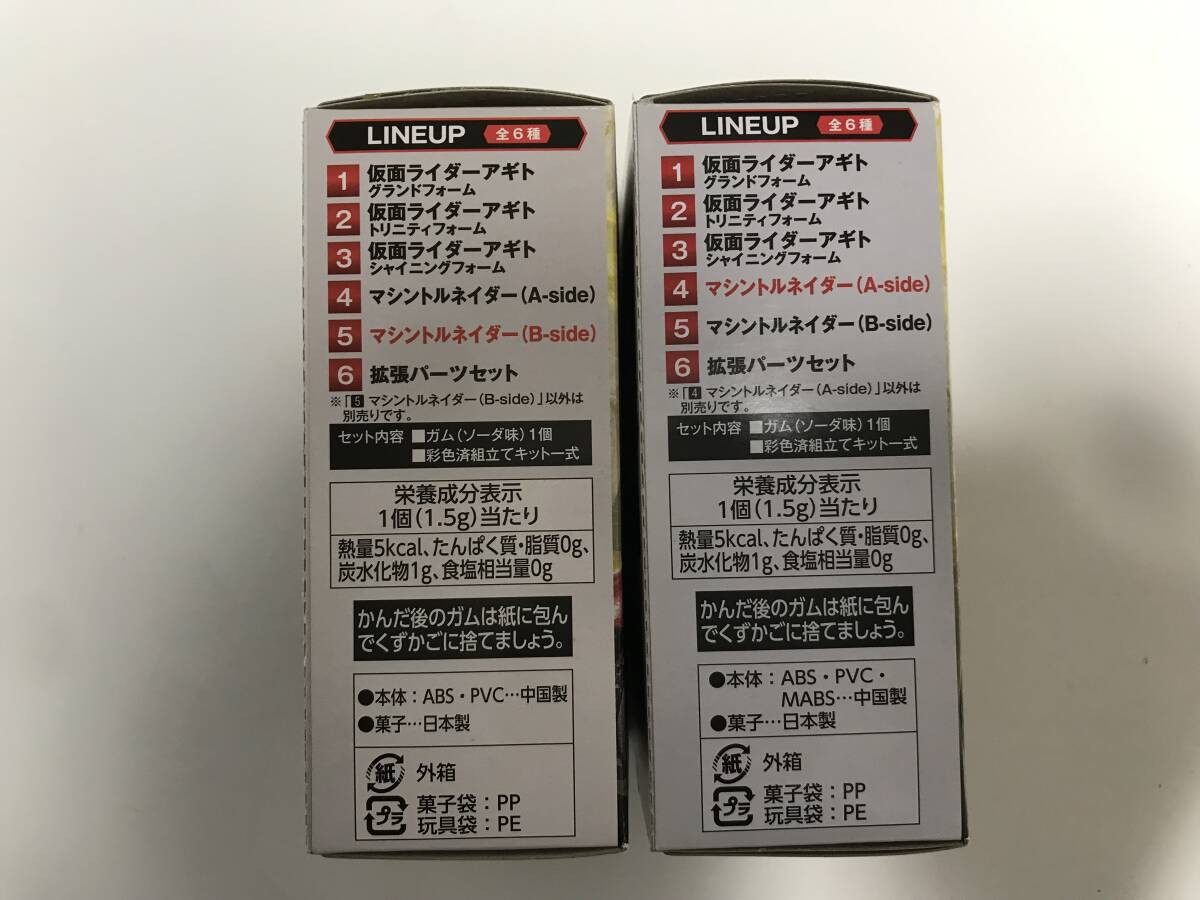 LINEUP 全6種
1 仮面ライダーアギト
グランドフォーム
2 仮面ライダーアギト
トリニティフォーム
3 仮面ライダーアギト
シャイニングフォーム
4 マシントルネイダー(A-side)
5 マシントルネイダー(B-side)
6 拡張パーツセット
※「5 マシントルネイダー(B-side)」以外は
別売りです。
セット内容 ■ガム(ソーダ味)1個
■彩色済組立てキット一式
栄養成分表示
1個(1.5g)当たり
熱量5kcal、たんぱく質・脂質0g、
炭水化物1g、食塩相当量0g
かんだ後のガムは紙に包ん
でくずかごに捨てましょう。
●本体:ABS・PVC…中国製
●菓子…日本製
紙 外箱
プラ 菓子袋:PP
玩具袋:PE
LINEUP 全6種
1 仮面ライダーアギト
グランドフォーム
2 仮面ライダーアギト
トリニティフォーム
3 仮面ライダーアギト
シャイニングフォーム
4 マシントルネイダー(A-side)
5 マシントルネイダー(B-side)
6 拡張パーツセット
※「4 マシントルネイダー(A-side)」以外は
別売りです。
セット内容 ■ガム(ソーダ味)1個
■彩色済組立てキット一式
栄養成分表示
1個(1.5g)当たり
熱量5kcal、たんぱく質・脂質0g、
炭水化物1g、食塩相当量0g
かんだ後のガムは紙に包ん
でくずかごに捨てましょう。
●本体:ABS・PVC・
MABS…中国製
●菓子…日本製
紙 外箱
プラ 菓子袋:PP
玩具袋:PE